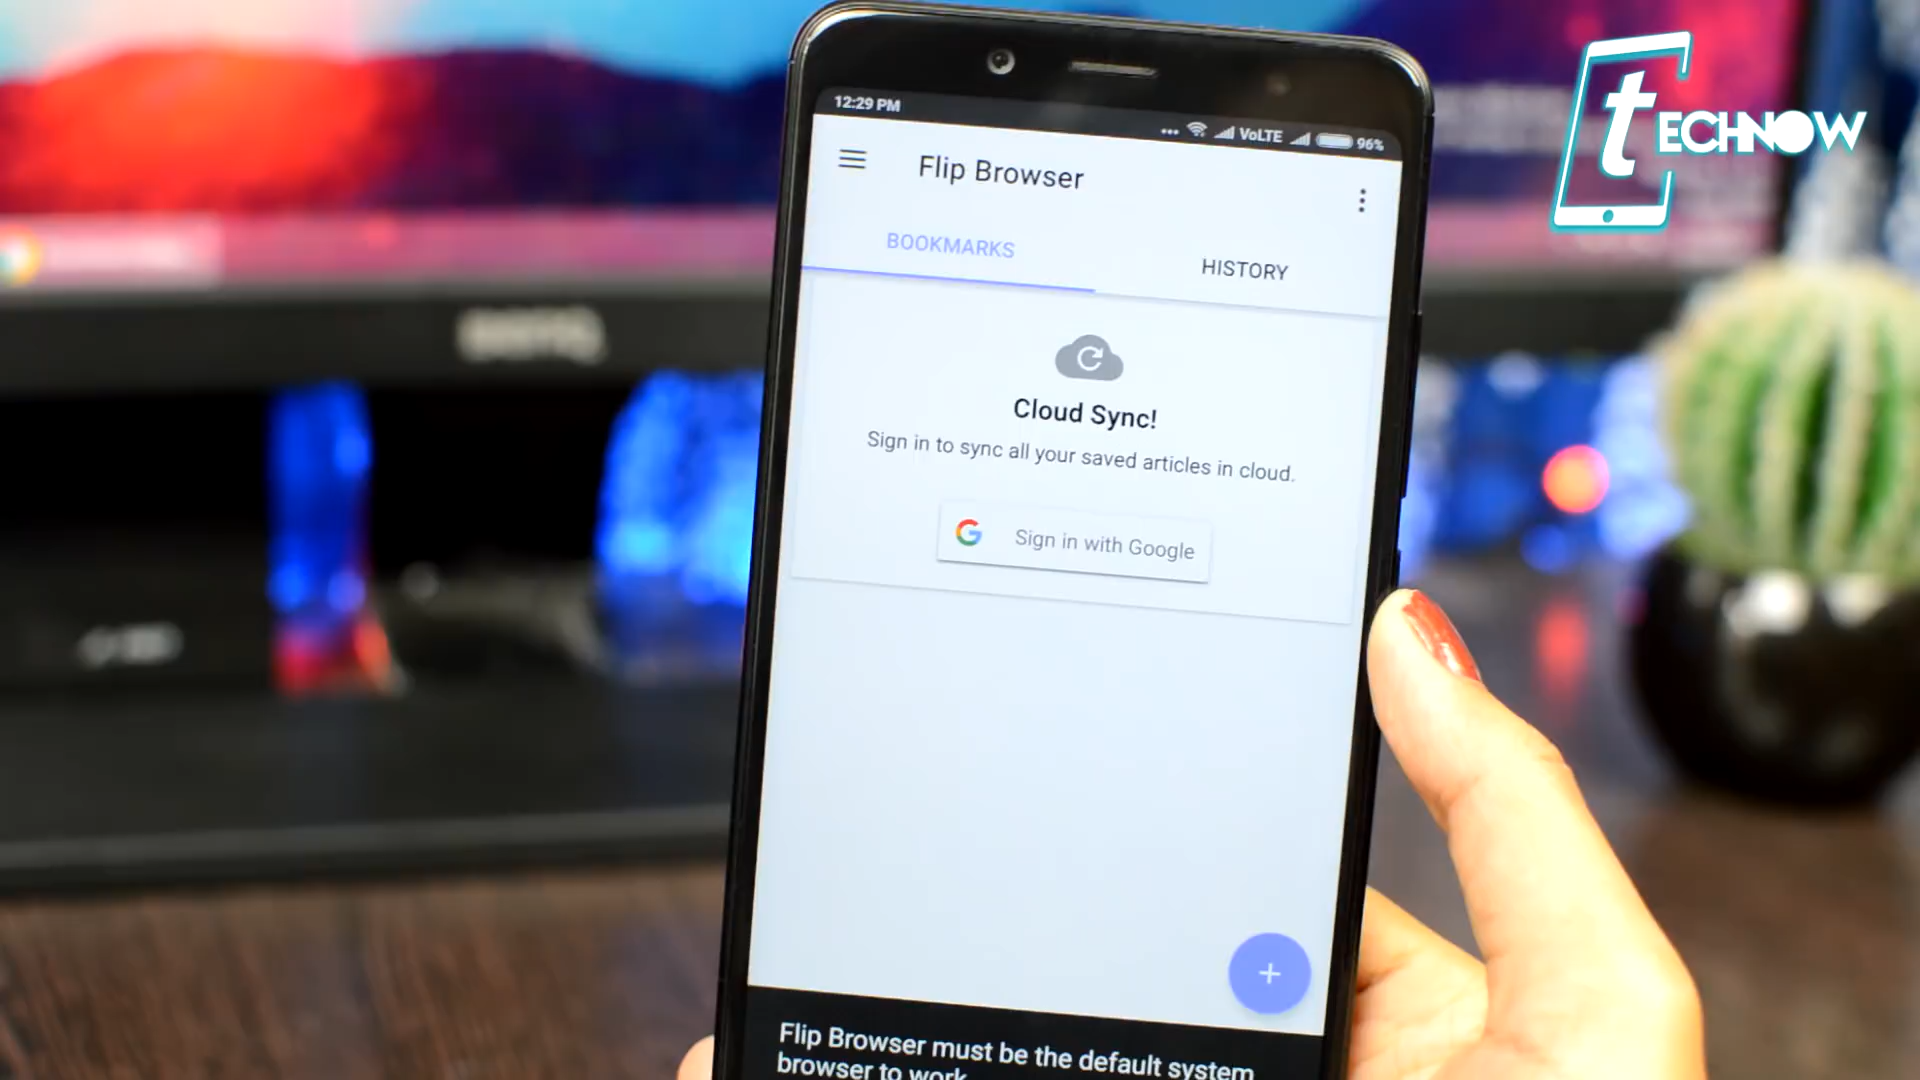 tECHNOW
12:29 PM
VoLTE 96%
Flip Browser
BOOKMARKS
HISTORY
Cloud Sync!
Sign in to sync all your saved articles in cloud.
G Sign in with Google
Flip Browser must be the default system
browser to work